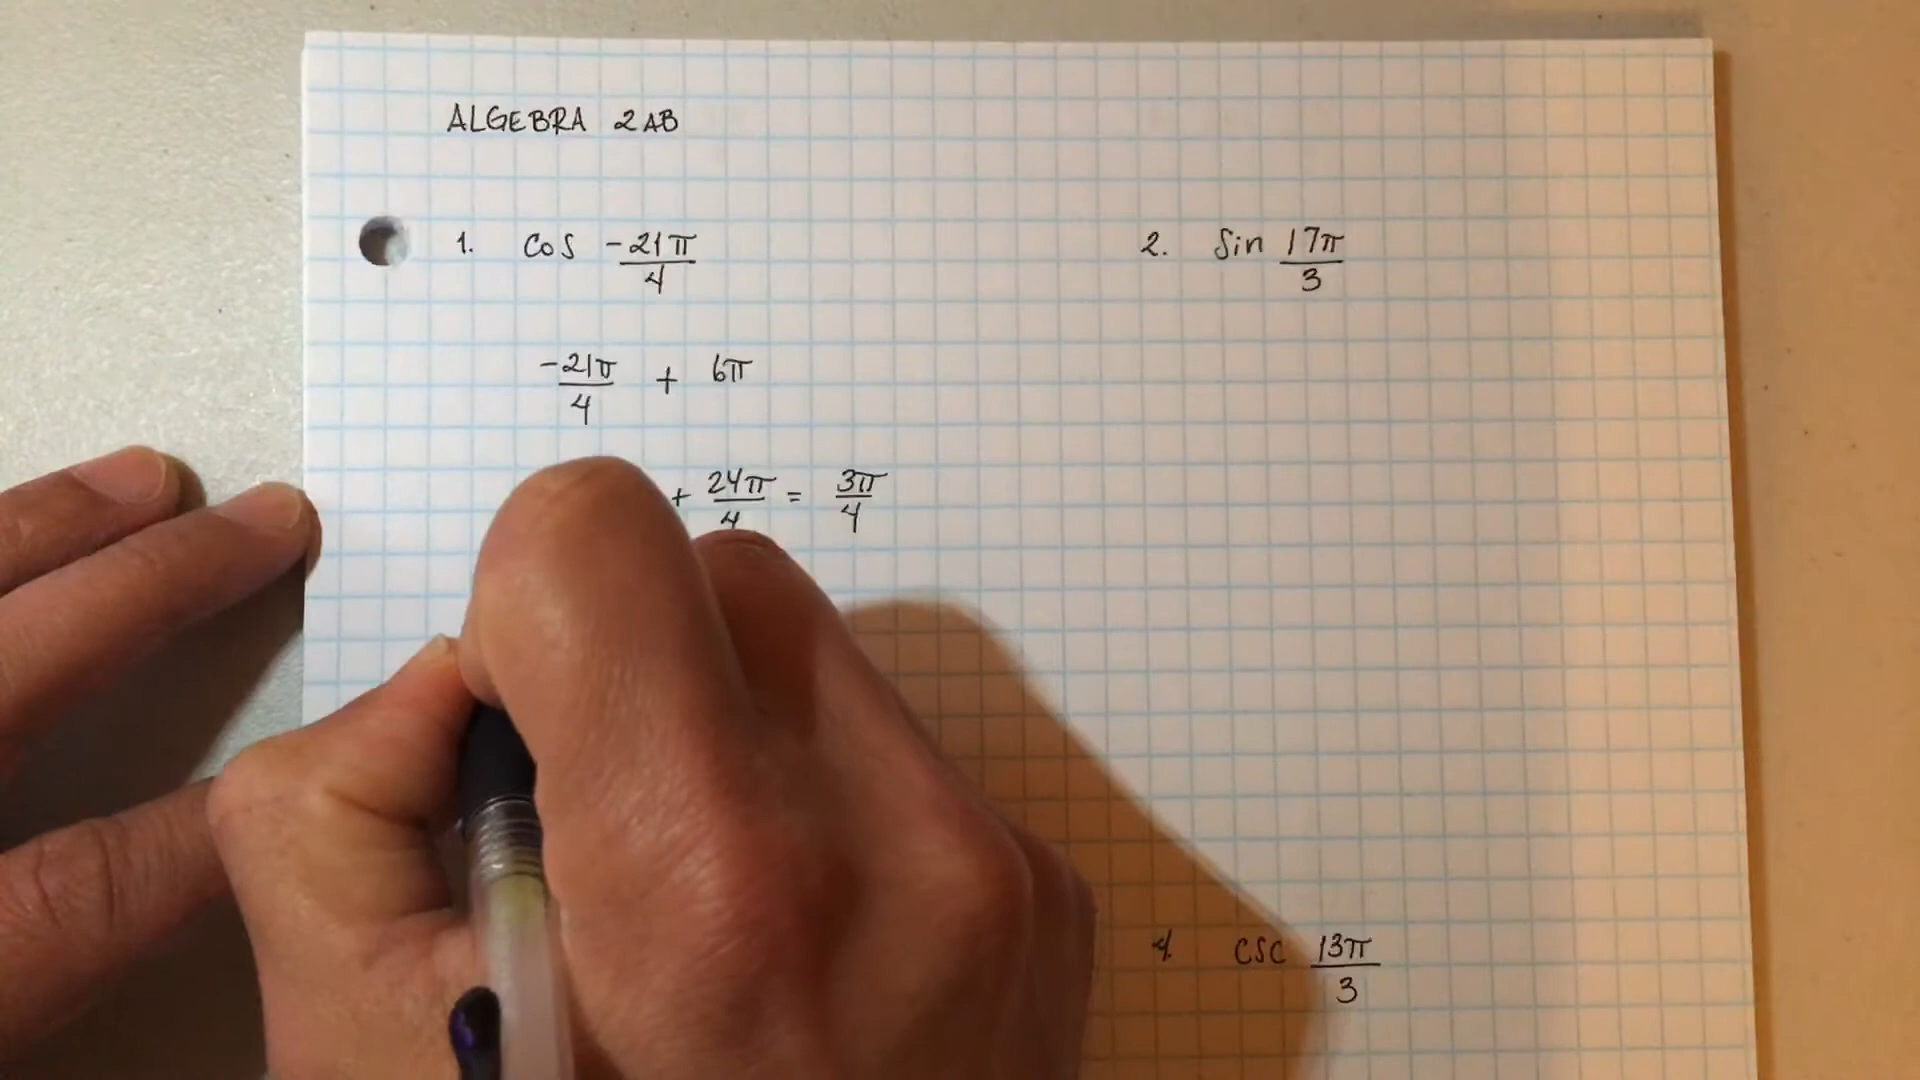 ALGEBRA 2AB
1. cos -21π/4
2. sin 17π/3
-21π/4 + 6π
+ 24π/4 = 3π/4
4. csc 13π/3